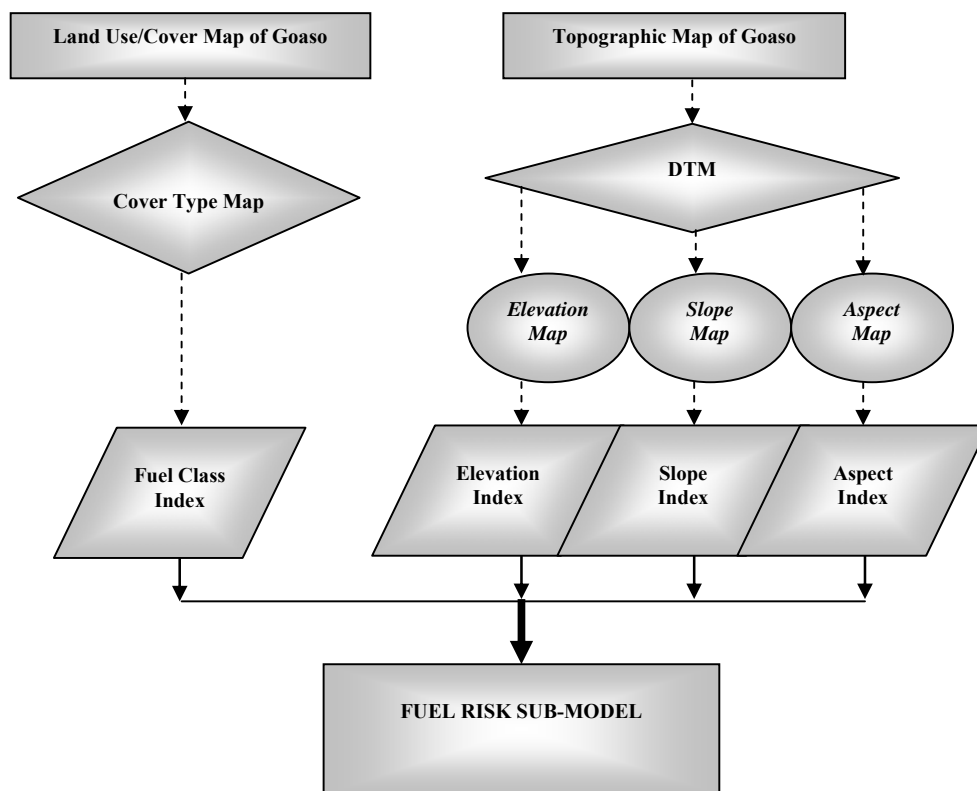 Land Use/Cover Map of Goaso
Topographic Map of Goaso
Cover Type Map
DTM
Elevation
Map
Slope
Map
Aspect
Map
Fuel Class
Index
Elevation
Index
Slope
Index
Aspect
Index
FUEL RISK SUB-MODEL